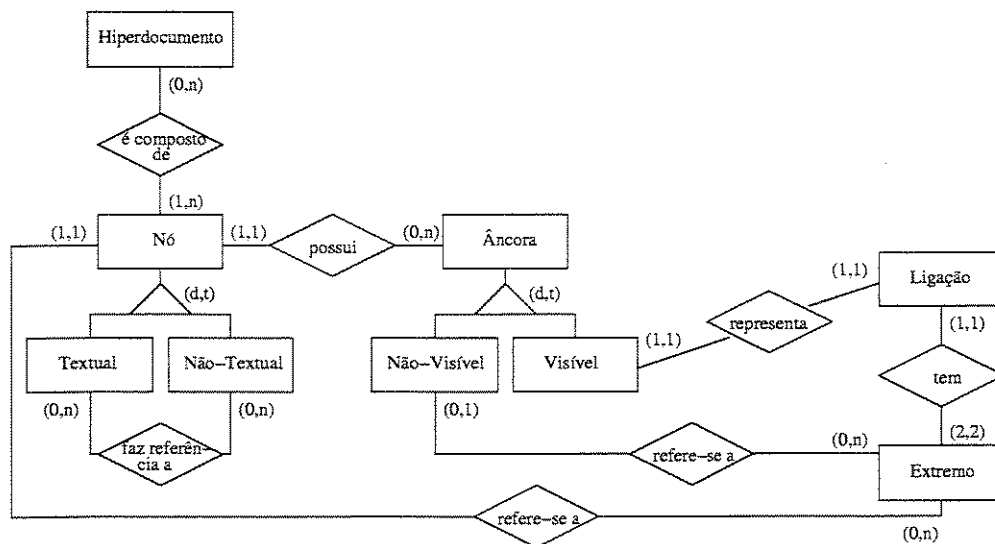 Hiperdocumento
(0,n)
é composto
de
(1,n)
(1,1)
Nó
(1,1)
possui
(0,n)
Âncora
(1,1)
Ligação
(d,t)
(d,t)
representa
(1,1)
Textual
Não-Textual
Não-Visível
Visível
(1,1)
tem
(0,n)
(0,n)
(0,1)
(0,n)
(2,2)
faz referên-
cia a
refere-se a
Extremo
refere-se a
(0,n)